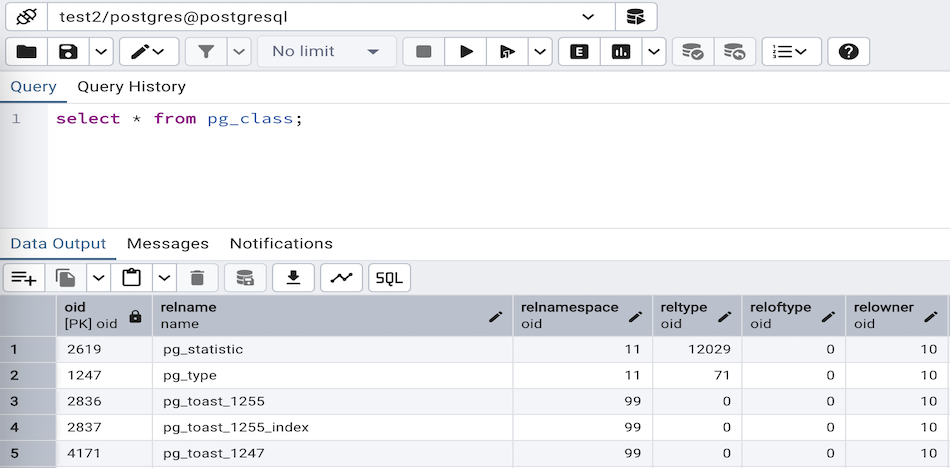 test2/postgres@postgresql
No limit
E
Query Query History
1 select * from pg_class;
Data Output Messages Notifications
SQL
oid relname relnamespace reltype reloftype relowner
[PK] oid name oid oid oid oid
1 2619 pg_statistic 11 12029 0 10
2 1247 pg_type 11 71 0 10
3 2836 pg_toast_1255 99 0 0 10
4 2837 pg_toast_1255_index 99 0 0 10
5 4171 pg_toast_1247 99 0 0 10